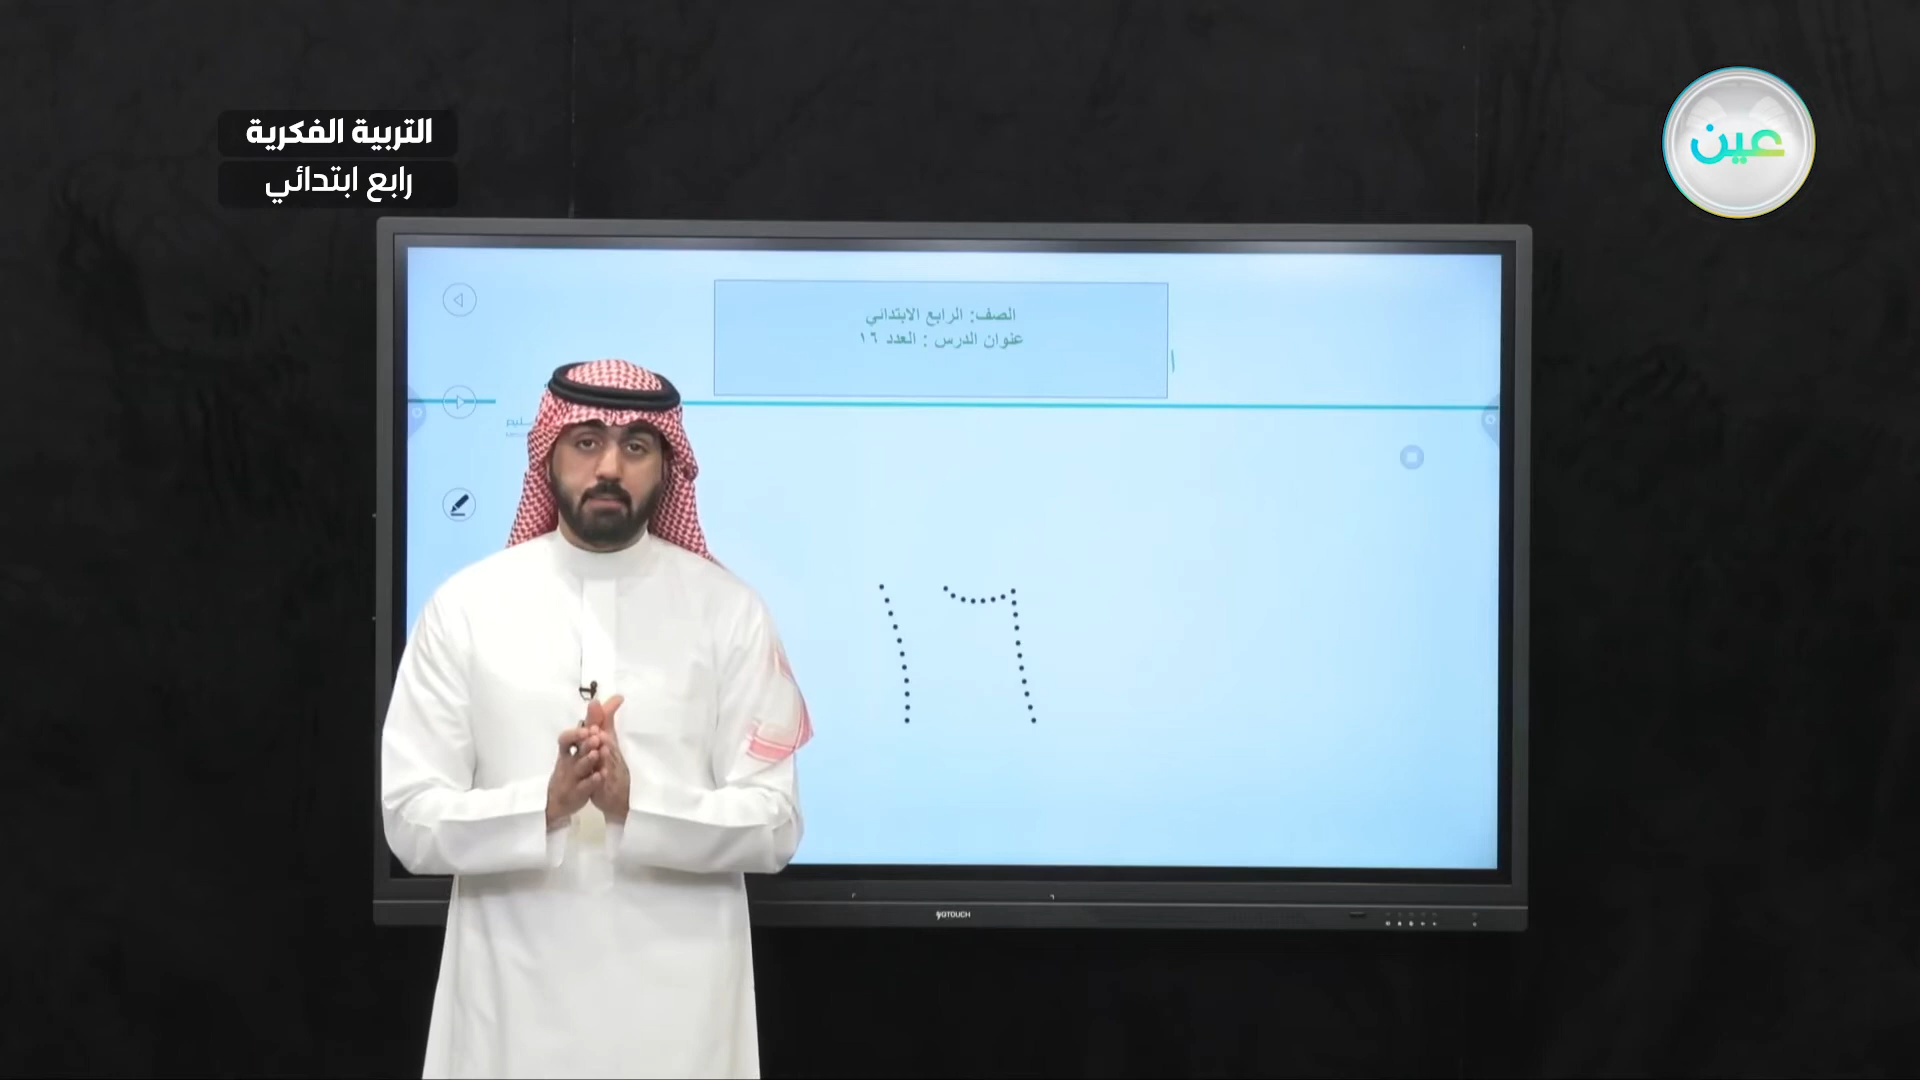 التربية الفكرية
رابع ابتدائي
عين
الصف: الرابع الابتدائي
عنوان الدرس : العدد ١٦
١٦